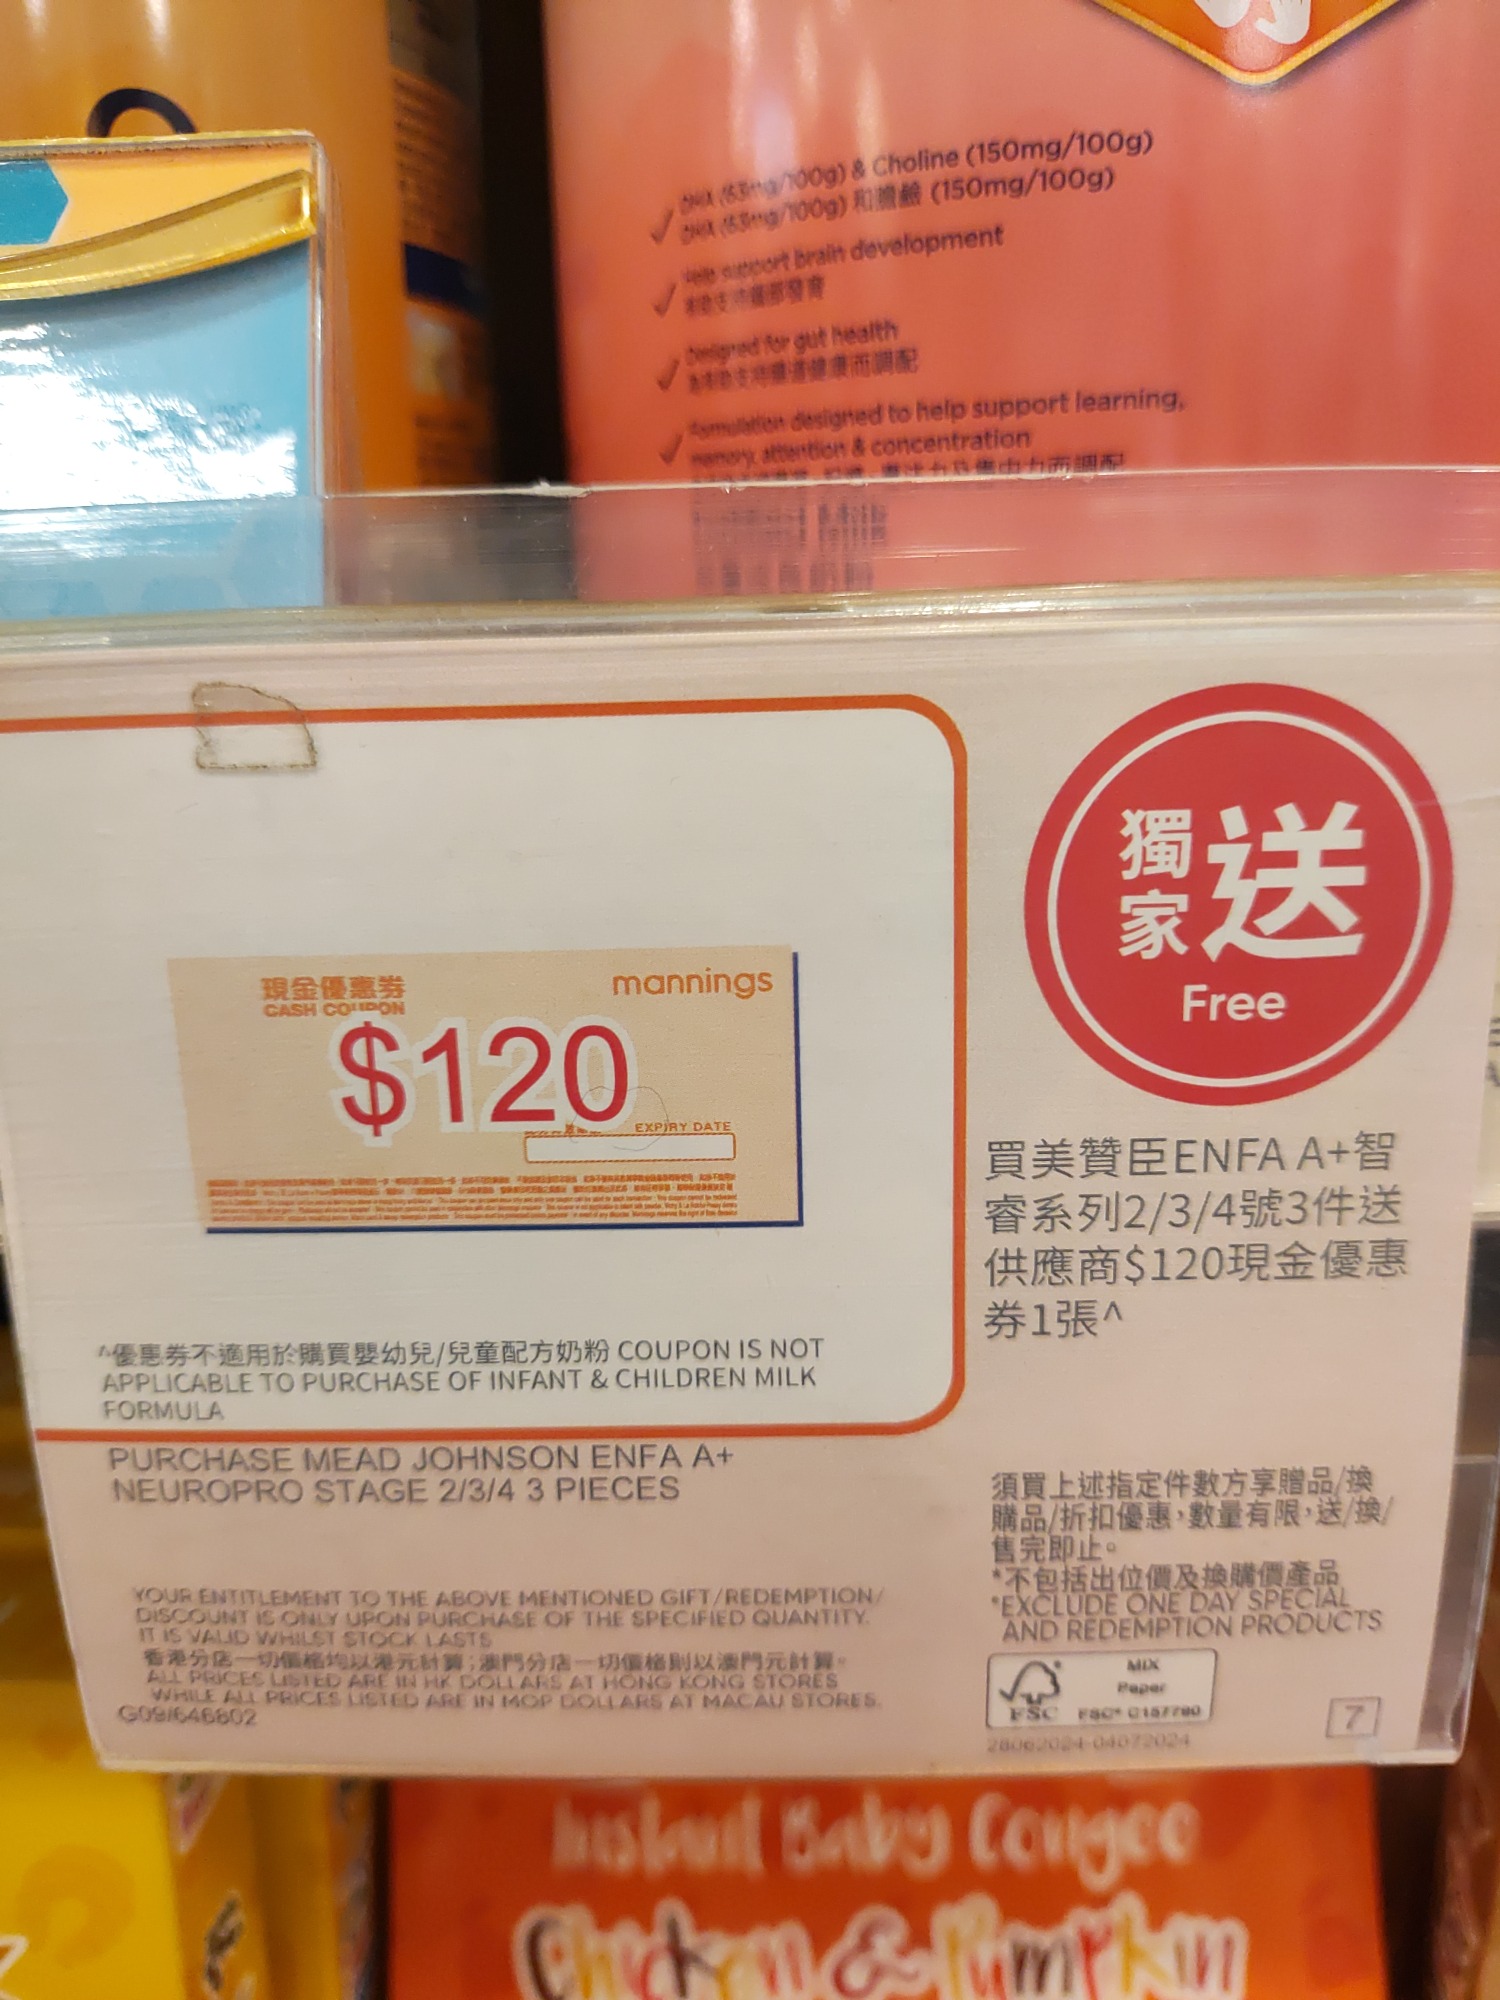 DHA (63mg/100g) & Choline (150mg/100g)
DHA (63mg/100g) 和膽鹼 (150mg/100g)
Help support brain development
Designed for gut health
Formulation designed to help support learning,
memory, attention & concentration
獨家送
Free
現金優惠券
mannings
CASH COUPON
$120
EXPIRY DATE
^優惠券不適用於購買嬰幼兒/兒童配方奶粉 COUPON IS NOT
APPLICABLE TO PURCHASE OF INFANT & CHILDREN MILK
FORMULA
PURCHASE MEAD JOHNSON ENFA A+
NEUROPRO STAGE 2/3/4 3 PIECES
買美贊臣ENFA A+智
睿系列2/3/4號3件送
供應商$120現金優惠
券1張^
YOUR ENTITLEMENT TO THE ABOVE MENTIONED GIFT/REDEMPTION/
DISCOUNT IS ONLY UPON PURCHASE OF THE SPECIFIED QUANTITY.
IT IS VALID WHILST STOCK LASTS
香港分店一切價格均以港元計算;澳門分店一切價格則以澳門元計算。
ALL PRICES LISTED ARE IN HK DOLLARS AT HONG KONG STORES
WHILE ALL PRICES LISTED ARE IN MOP DOLLARS AT MACAU STORES.
G09/646802
須買上述指定件數方享贈品/換
購品/折扣優惠,數量有限,送/換/
售完即止。
*不包括出位價及換購價產品
*EXCLUDE ONE DAY SPECIAL
AND REDEMPTION PRODUCTS
FSC
MIX
Paper
FSC® C157780
7
28062024-04072024
Instant Baby Congee
Chicken & Pumpkin